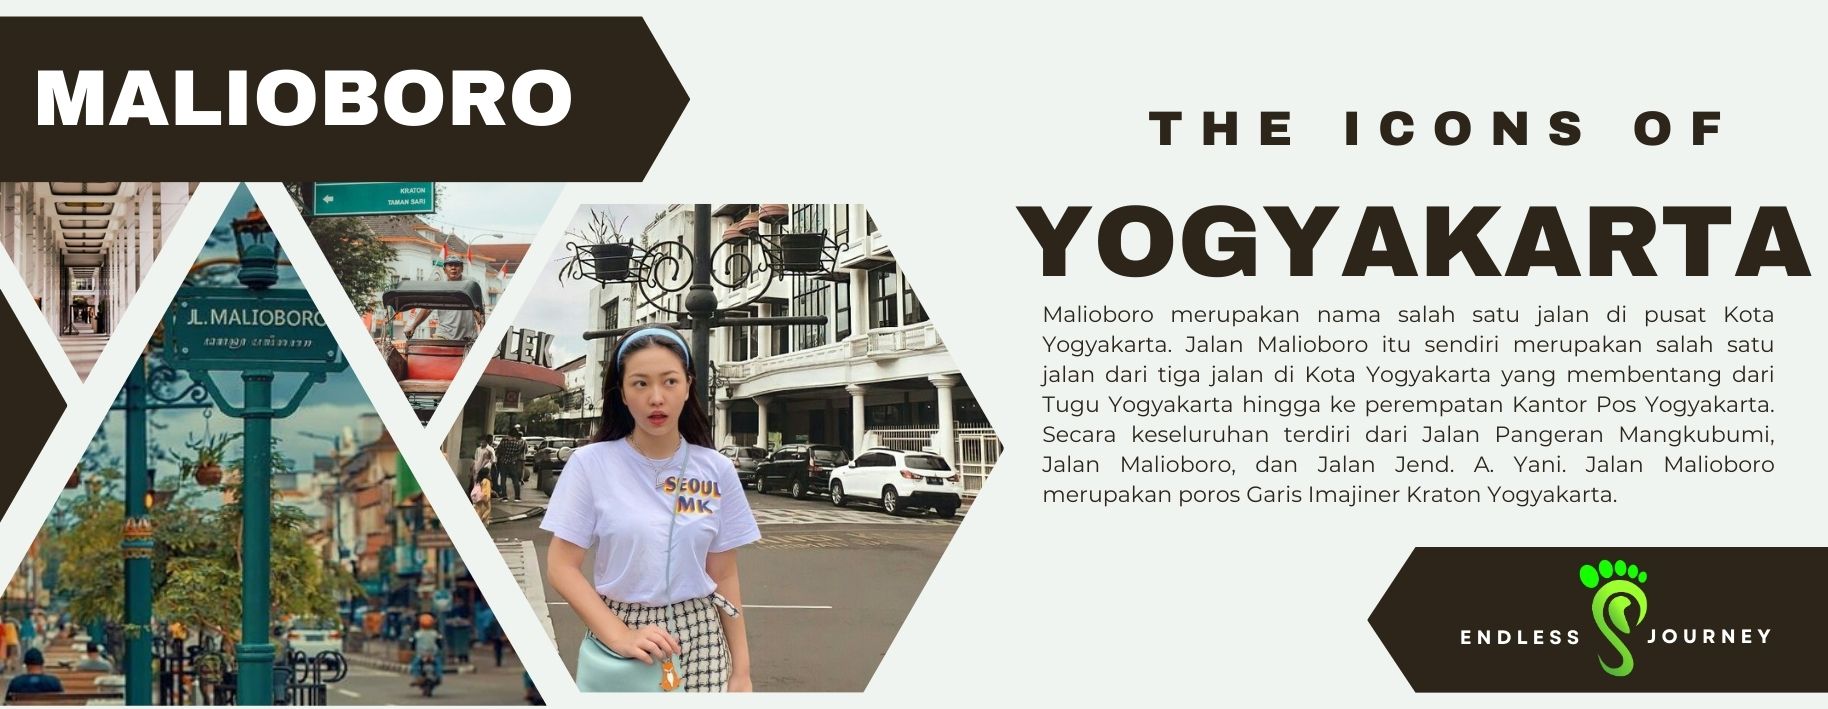 MALIOBORO
THE ICONS OF
YOGYAKARTA
Malioboro merupakan nama salah satu jalan di pusat Kota
Yogyakarta. Jalan Malioboro itu sendiri merupakan salah satu
jalan dari tiga jalan di Kota Yogyakarta yang membentang dari
Tugu Yogyakarta hingga ke perempatan Kantor Pos Yogyakarta.
Secara keseluruhan terdiri dari Jalan Pangeran Mangkubumi,
Jalan Malioboro, dan Jalan Jend. A. Yani. Jalan Malioboro
merupakan poros Garis Imajiner Kraton Yogyakarta.
KRATON
TAMAN SARI
JL.MALIOBORO
LEK
SEOUL
MK
ENDLESS JOURNEY